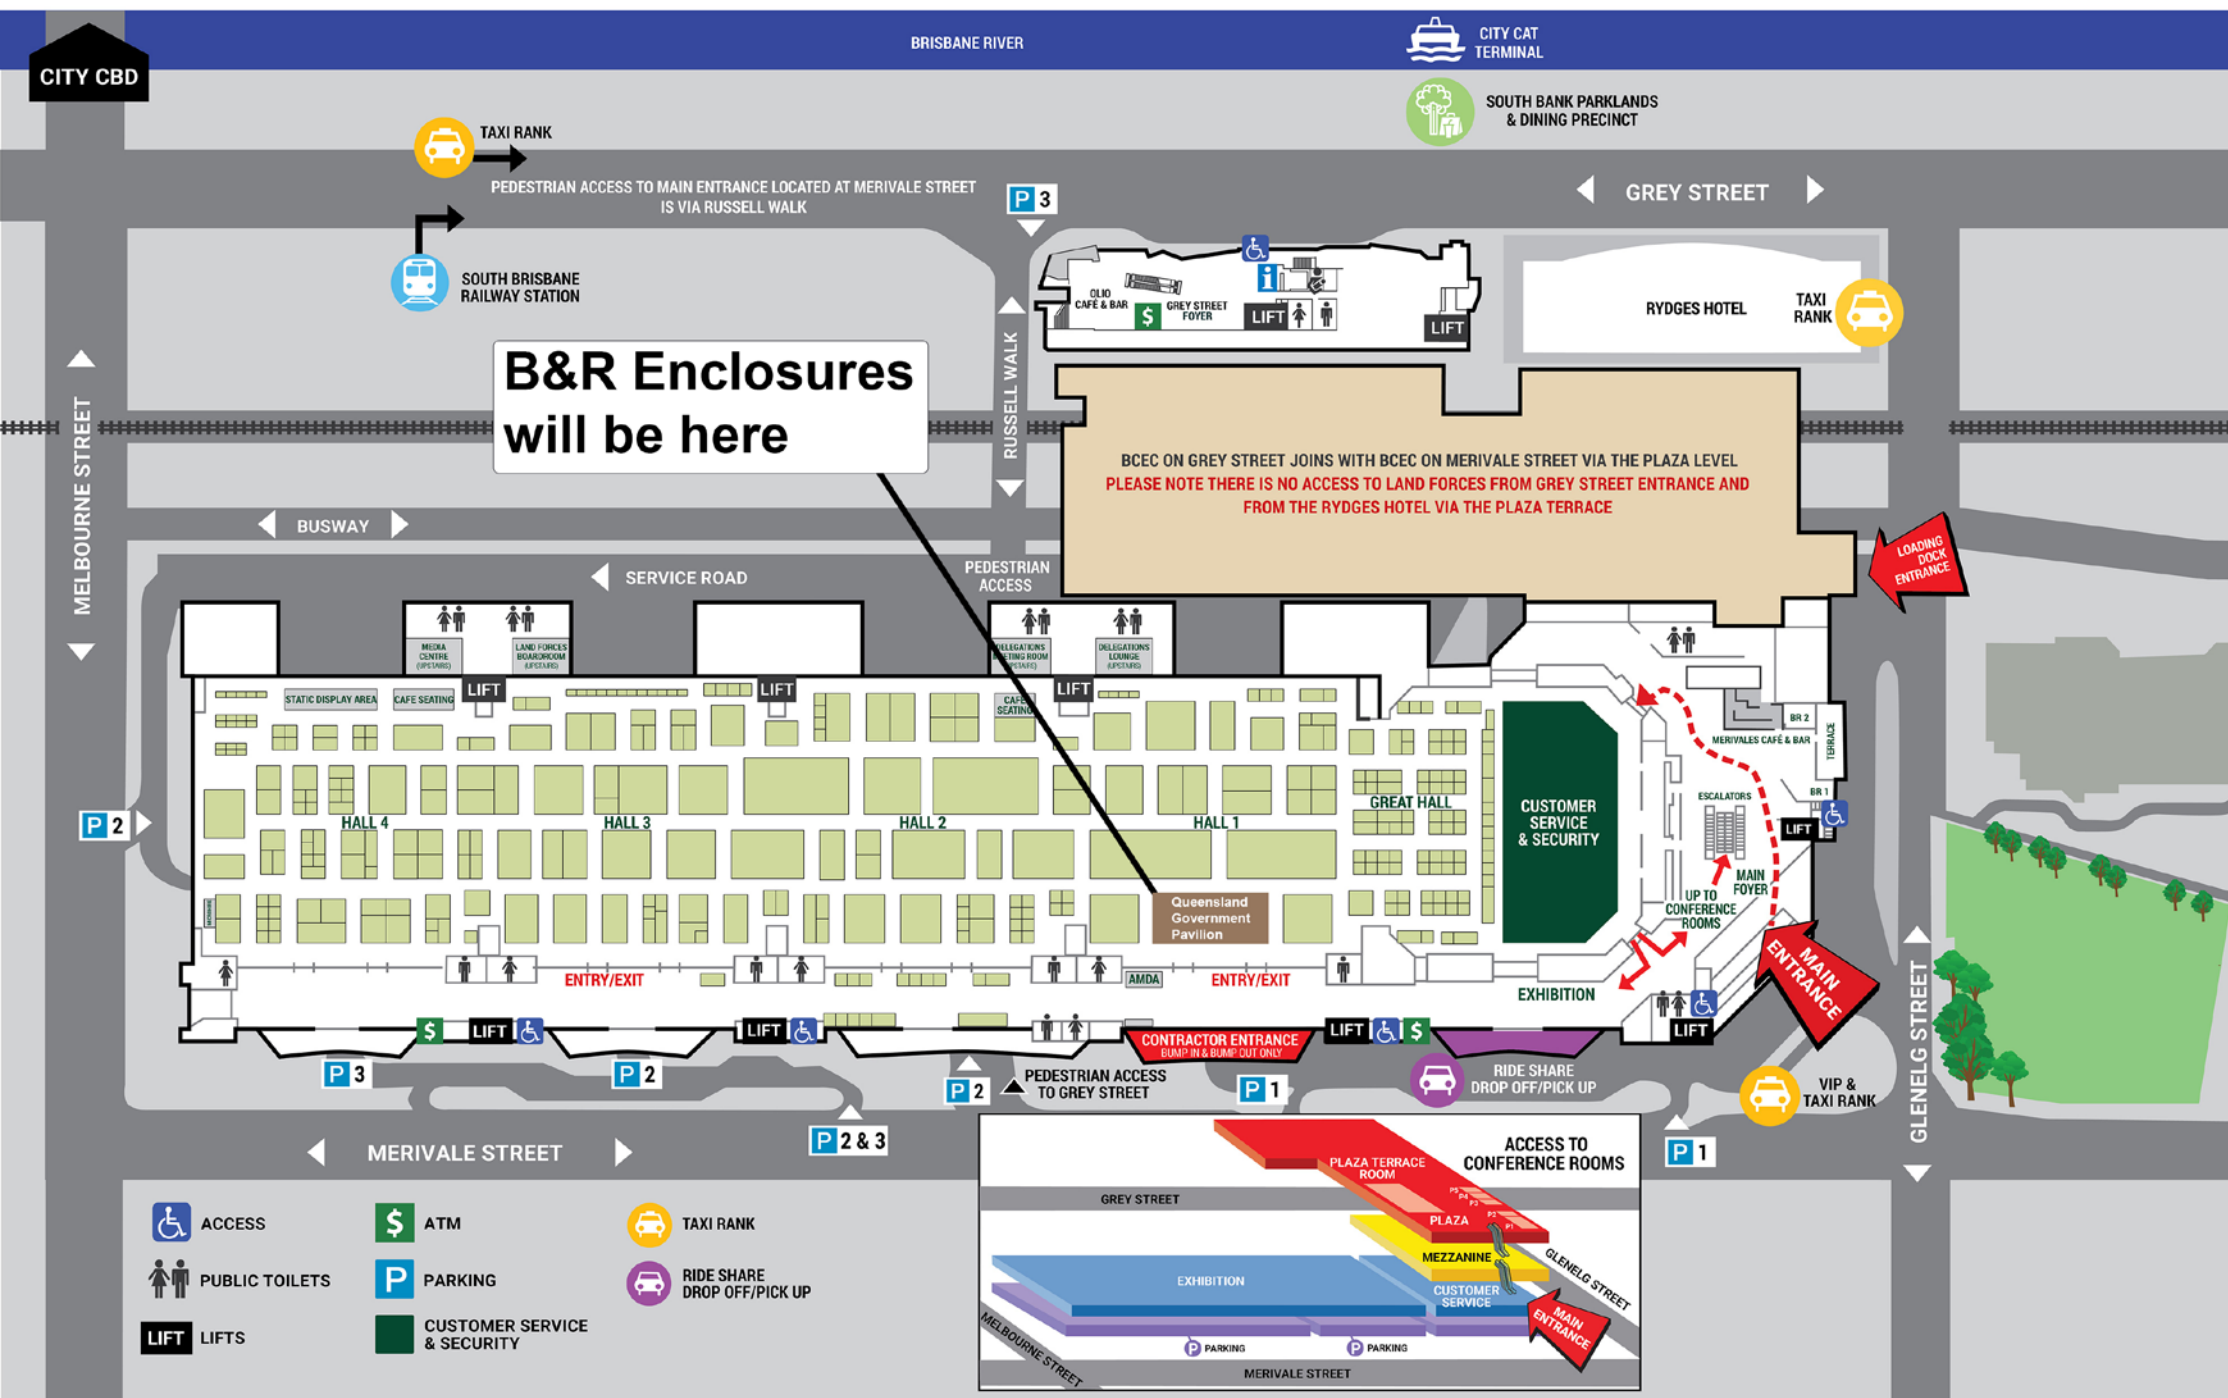 BRISBANE RIVER
CITY CAT
TERMINAL
CITY CBD
SOUTH BANK PARKLANDS
& DINING PRECINCT
TAXI RANK
PEDESTRIAN ACCESS TO MAIN ENTRANCE LOCATED AT MERIVALE STREET
IS VIA RUSSELL WALK
P 3
GREY STREET
SOUTH BRISBANE
RAILWAY STATION
OLIO
CAFÉ & BAR
$
GREY STREET
FOYER
i
LIFT
LIFT
RYDGES HOTEL
TAXI
RANK
B&R Enclosures
will be here
RUSSELL WALK
MELBOURNE STREET
BCEC ON GREY STREET JOINS WITH BCEC ON MERIVALE STREET VIA THE PLAZA LEVEL
PLEASE NOTE THERE IS NO ACCESS TO LAND FORCES FROM GREY STREET ENTRANCE AND
FROM THE RYDGES HOTEL VIA THE PLAZA TERRACE
BUSWAY
LOADING
DOCK
ENTRANCE
SERVICE ROAD
PEDESTRIAN
ACCESS
MEDIA
CENTRE
(UPSTAIRS)
LAND FORCES
BOARDROOM
(UPSTAIRS)
DELEGATIONS
DELEGATIONS
LOUNGE
(UPSTAIRS)
STATIC DISPLAY AREA
CAFE SEATING
LIFT
LIFT
CAFE
SEATING
LIFT
BR 2
MERIVALES CAFÉ & BAR
TERRACE
BR 1
ESCALATORS
LIFT
P 2
HALL 4
HALL 3
HALL 2
HALL 1
GREAT HALL
CUSTOMER
SERVICE
& SECURITY
MAIN
FOYER
UP TO
CONFERENCE
ROOMS
Queensland
Government
Pavilion
MAIN
ENTRANCE
ENTRY/EXIT
AMDA
ENTRY/EXIT
EXHIBITION
GLENELG STREET
$
LIFT
LIFT
CONTRACTOR ENTRANCE
BUMP IN & BUMP OUT ONLY
LIFT
$
LIFT
P 3
P 2
P 2
PEDESTRIAN ACCESS
TO GREY STREET
P 1
RIDE SHARE
DROP OFF/PICK UP
VIP &
TAXI RANK
P 2 & 3
P 1
MERIVALE STREET
ACCESS TO
CONFERENCE ROOMS
PLAZA TERRACE
ROOM
GREY STREET
P5
P4
P3
P2
P1
PLAZA
MEZZANINE
GLENELG STREET
EXHIBITION
CUSTOMER
SERVICE
MAIN
ENTRANCE
MELBOURNE STREET
P PARKING
P PARKING
MERIVALE STREET
ACCESS
$ ATM
TAXI RANK
PUBLIC TOILETS
P PARKING
RIDE SHARE
DROP OFF/PICK UP
LIFT LIFTS
CUSTOMER SERVICE
& SECURITY